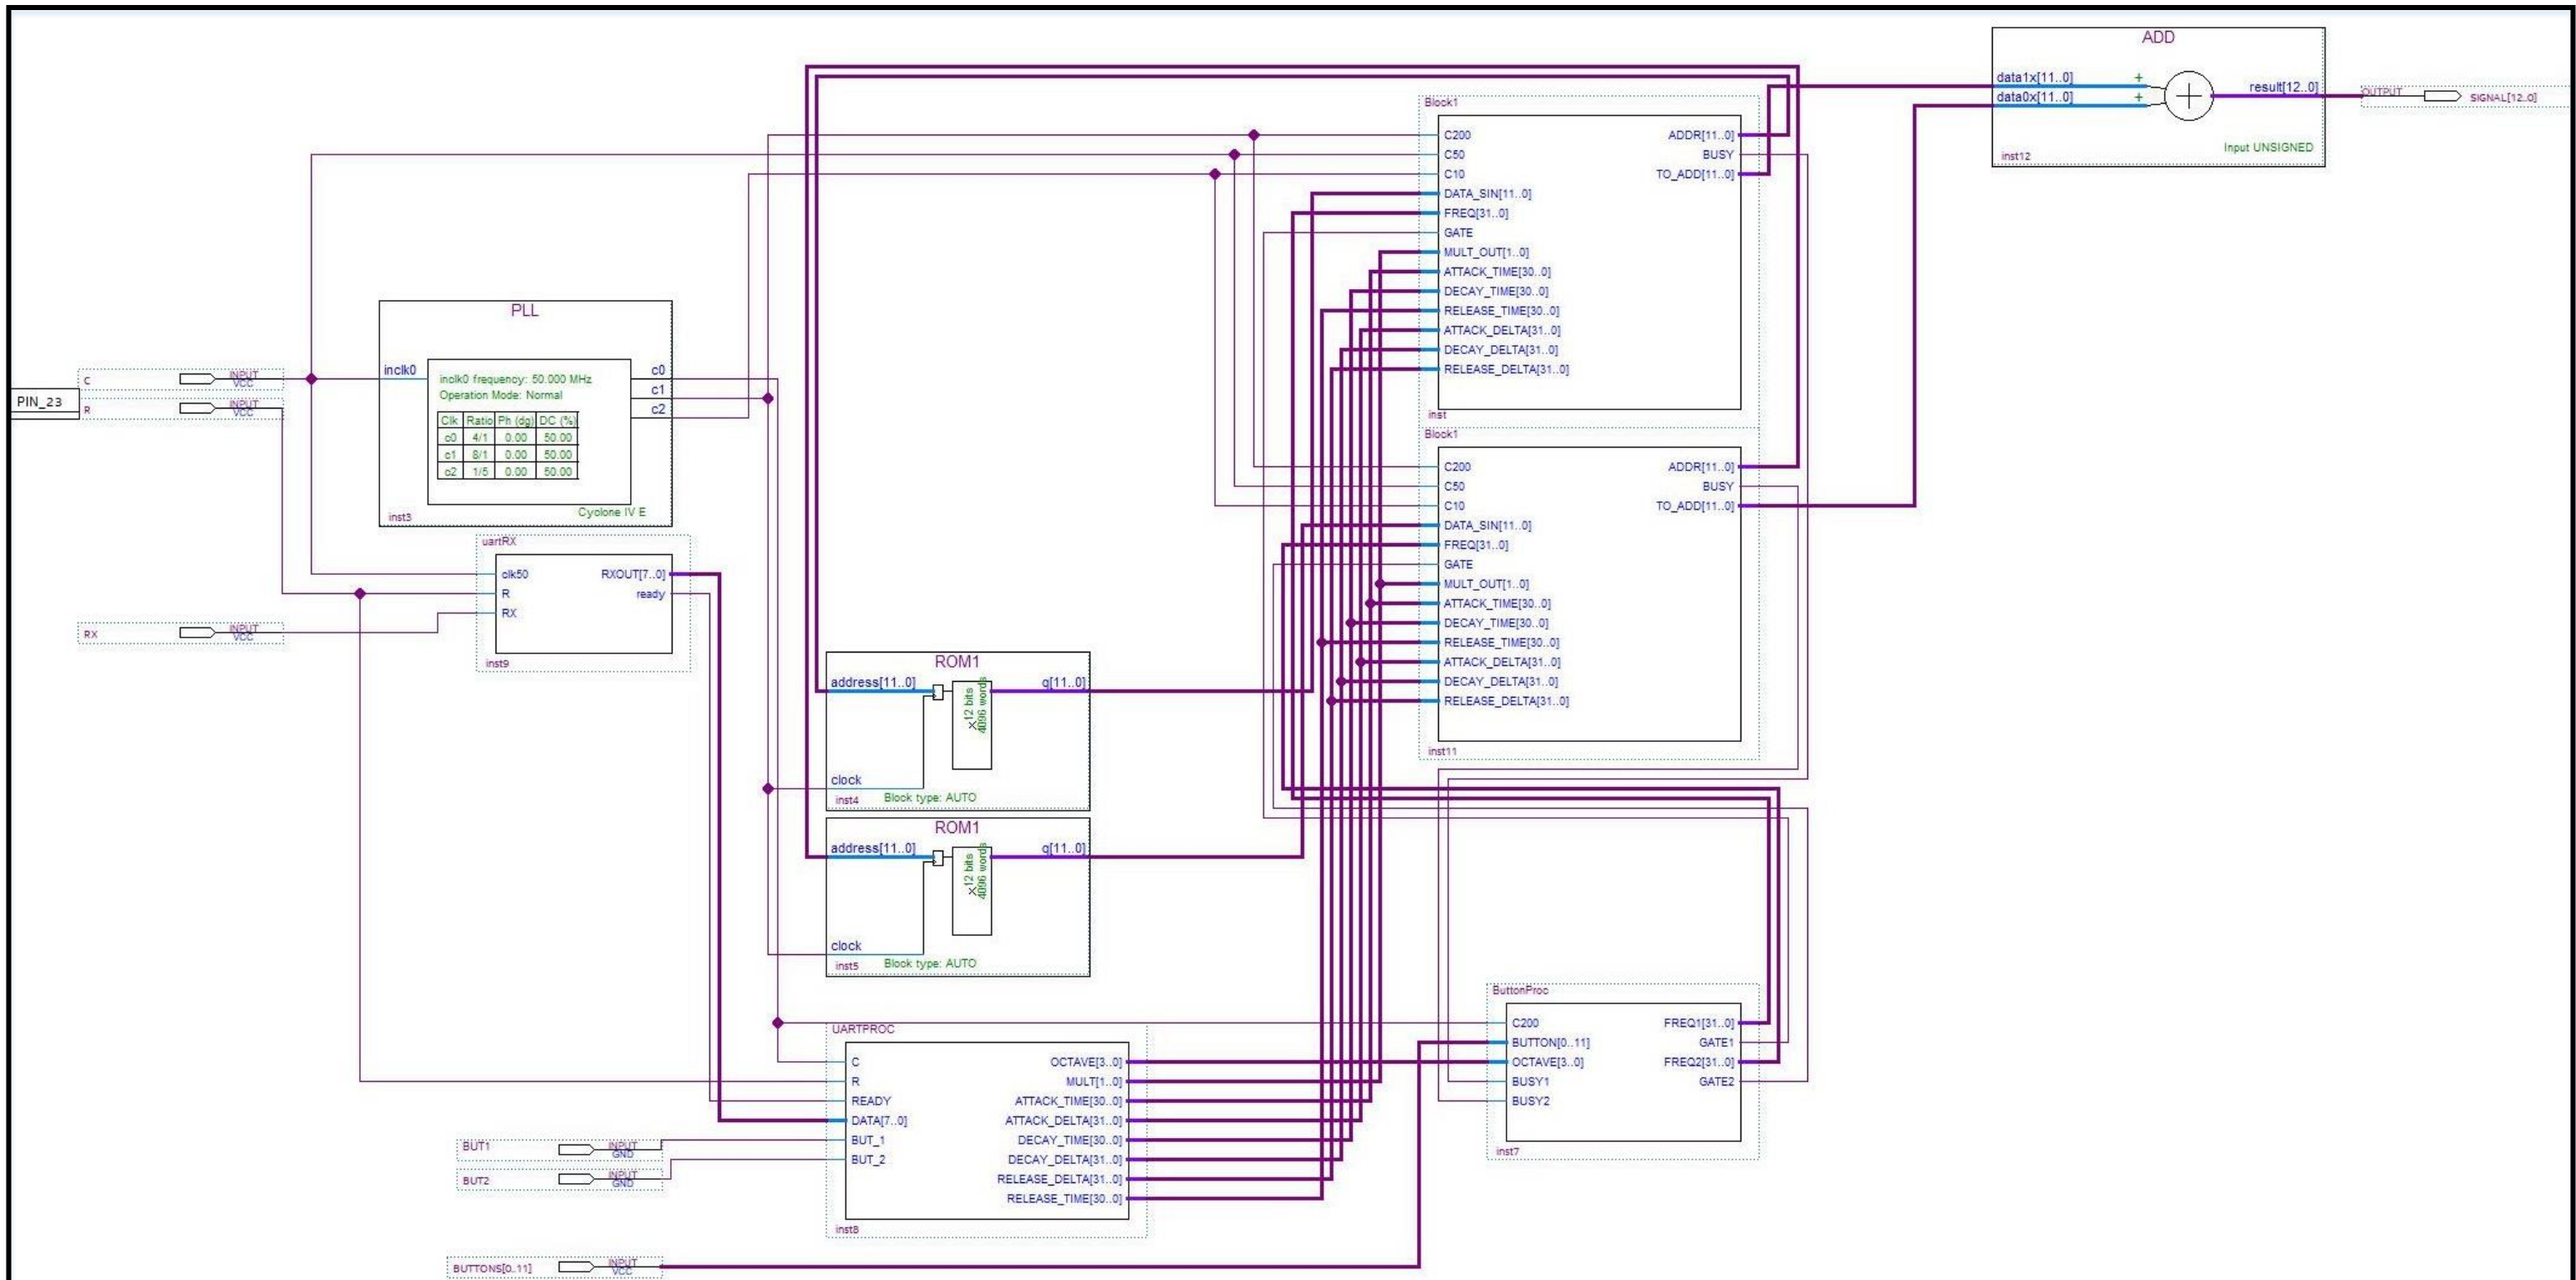 ADD
data1x[11..0]
data0x[11..0]
+
+
result[12..0]
Input UNSIGNED
inst12
OUTPUT
SIGNAL[12..0]
Block1
C200
C50
C10
DATA_SIN[11..0]
FREQ[31..0]
GATE
MULT_OUT[1..0]
ATTACK_TIME[30..0]
DECAY_TIME[30..0]
RELEASE_TIME[30..0]
ATTACK_DELTA[31..0]
DECAY_DELTA[31..0]
RELEASE_DELTA[31..0]
ADDR[11..0]
BUSY
TO_ADD[11..0]
inst
PLL
inclk0
inclk0 frequency: 50.000 MHz
Operation Mode: Normal
Clk Ratio Ph (dg) DC (%)
c0 4/1 0.00 50.00
c1 8/1 0.00 50.00
c2 1/5 0.00 50.00
c0
c1
c2
Cyclone IV E
inst3
C
INPUT
VCC
PIN_23
R
INPUT
VCC
Block1
C200
C50
C10
DATA_SIN[11..0]
FREQ[31..0]
GATE
MULT_OUT[1..0]
ATTACK_TIME[30..0]
DECAY_TIME[30..0]
RELEASE_TIME[30..0]
ATTACK_DELTA[31..0]
DECAY_DELTA[31..0]
RELEASE_DELTA[31..0]
ADDR[11..0]
BUSY
TO_ADD[11..0]
inst11
uartRX
clk50
R
RX
RXOUT[7..0]
ready
inst9
RX
INPUT
VCC
ROM1
address[11..0]
q[11..0]
12 bits
4096 words
clock
Block type: AUTO
inst4
ROM1
address[11..0]
q[11..0]
12 bits
4096 words
clock
Block type: AUTO
inst5
UARTPROC
C
R
READY
DATA[7..0]
BUT_1
BUT_2
OCTAVE[3..0]
MULT[1..0]
ATTACK_TIME[30..0]
ATTACK_DELTA[31..0]
DECAY_TIME[30..0]
DECAY_DELTA[31..0]
RELEASE_DELTA[31..0]
RELEASE_TIME[30..0]
inst8
ButtonProc
C200
BUTTON[0..11]
OCTAVE[3..0]
BUSY1
BUSY2
FREQ1[31..0]
GATE1
FREQ2[31..0]
GATE2
inst7
BUT1
INPUT
GND
BUT2
INPUT
GND
BUTTONS[0..11]
INPUT
VCC